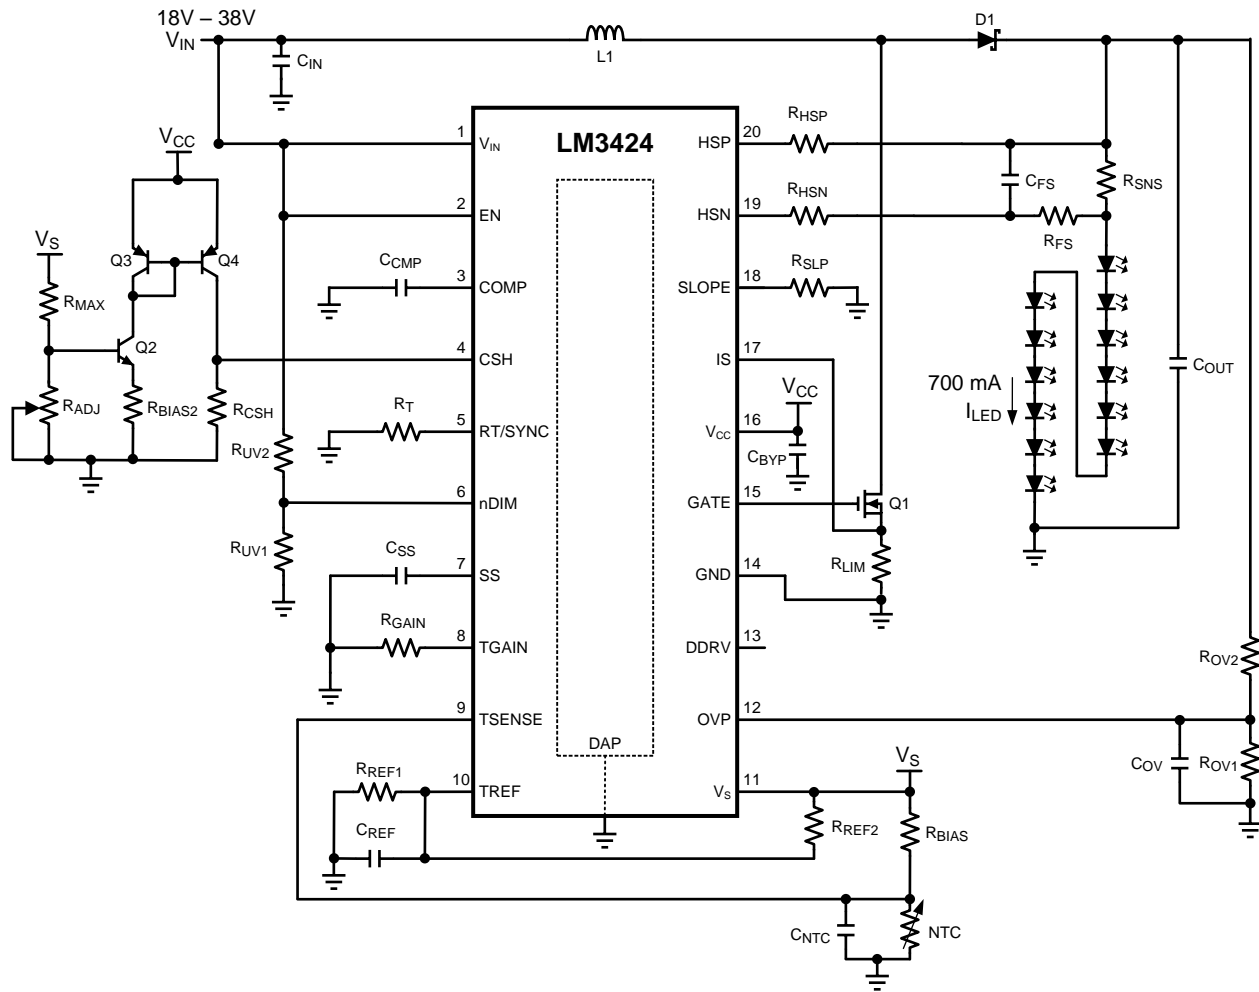 18V – 38V
VIN
CIN
L1
D1
LM3424
1
VIN
2
EN
3
COMP
4
CSH
5
RT/SYNC
6
nDIM
7
SS
8
TGAIN
9
TSENSE
10
TREF
20
HSP
19
HSN
18
SLOPE
17
IS
16
VCC
15
GATE
14
GND
13
DDRV
12
OVP
11
VS
DAP
VCC
Q3
Q4
VS
RMAX
Q2
RADJ
RBIAS2
RCSH
RUV2
RUV1
CCMP
RT
CSS
RGAIN
RREF1
CREF
RHSP
RHSN
CFS
RSNS
RFS
RSLP
VCC
CBYP
Q1
RLIM
700 mA
ILED
COUT
ROV2
COV
ROV1
VS
RREF2
RBIAS
CNTC
NTC